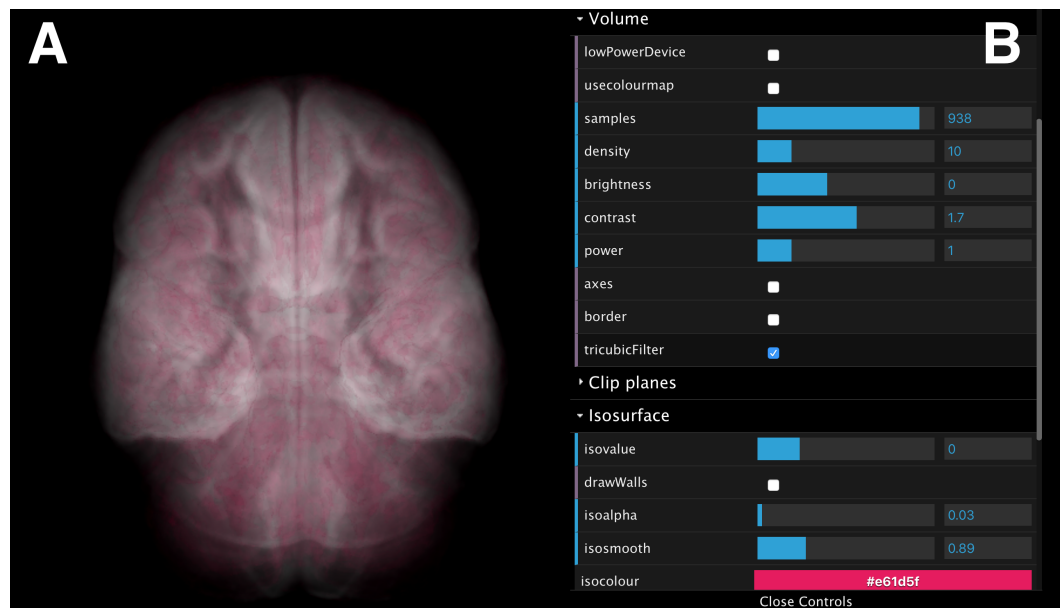 A
B
Volume
lowPowerDevice
usecolourmap
samples 938
density 10
brightness 0
contrast 1.7
power 1
axes
border
tricubicFilter
Clip planes
Isosurface
isovalue 0
drawWalls
isoalpha 0.03
isosmooth 0.89
isocolour #e61d5f
Close Controls